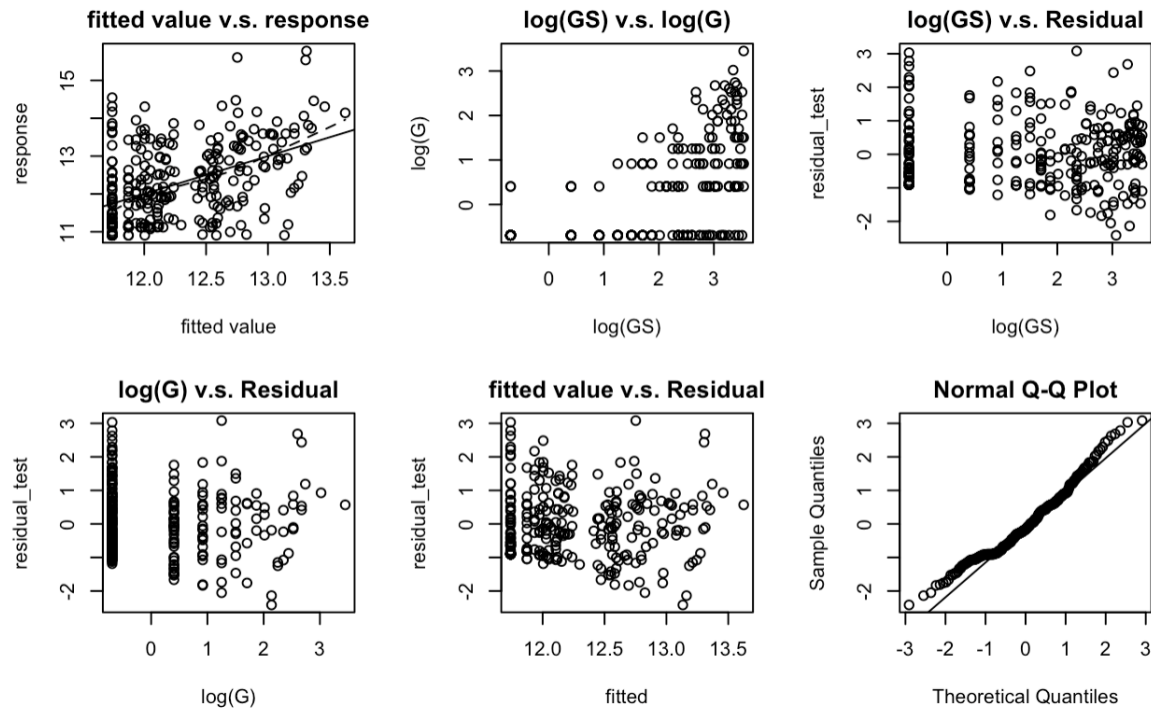 fitted value v.s. response
response
15
13
11
12.0 12.5 13.0 13.5
fitted value
log(GS) v.s. log(G)
log(G)
3
2
1
0
0 1 2 3
log(GS)
log(GS) v.s. Residual
residual_test
3
2
1
0
-2
0 1 2 3
log(GS)
log(G) v.s. Residual
residual_test
3
2
1
0
-2
0 1 2 3
log(G)
fitted value v.s. Residual
residual_test
3
2
1
0
-2
12.0 12.5 13.0 13.5
fitted
Normal Q-Q Plot
Sample Quantiles
3
2
1
0
-2
-3 -2 -1 0 1 2 3
Theoretical Quantiles